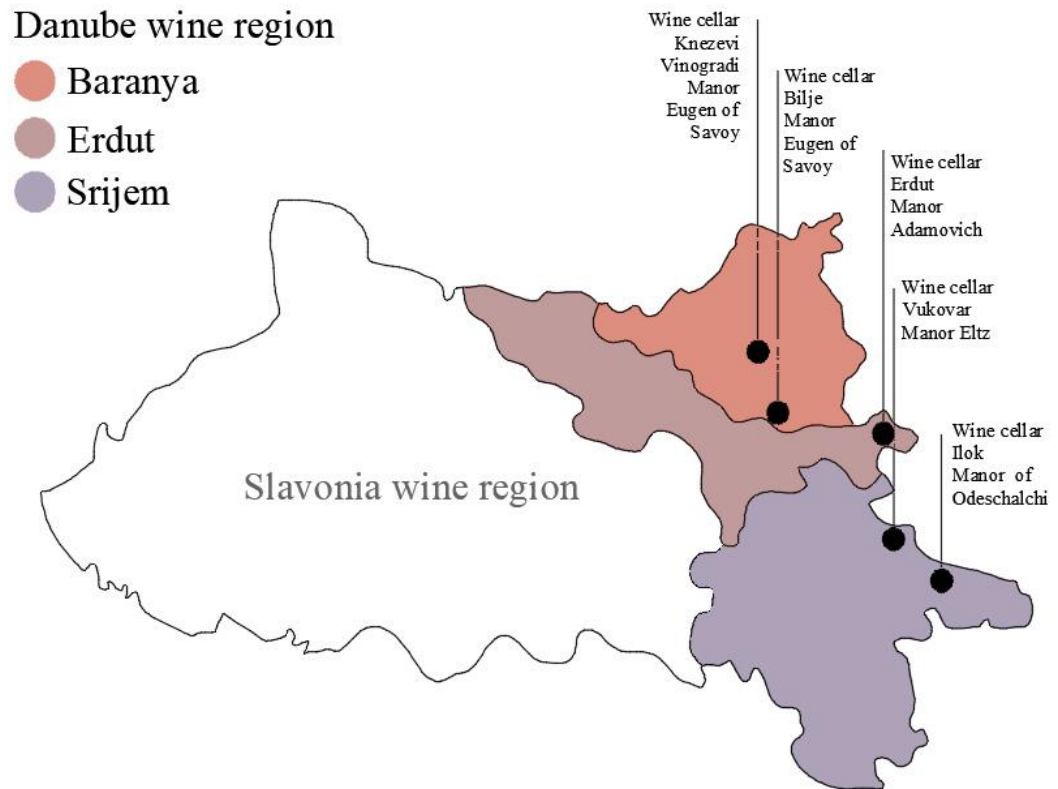 Danube wine region
Baranya
Erdut
Srijem
Wine cellar
Knezevi
Vinogradi
Manor
Eugen of
Savoy
Wine cellar
Bilje
Manor
Eugen of
Savoy
Wine cellar
Erdut
Manor
Adamovich
Wine cellar
Vukovar
Manor Eltz
Wine cellar
Ilok
Manor of
Odeschalchi
Slavonia wine region